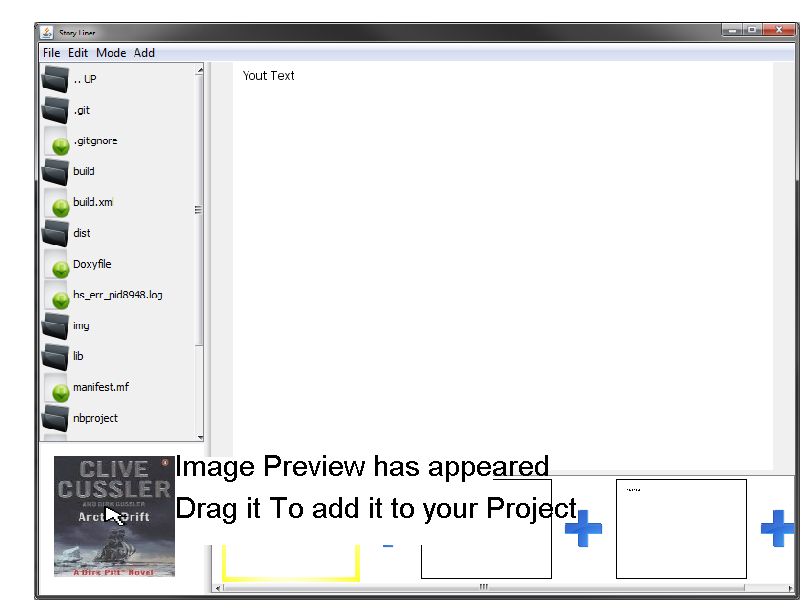 Story Liner
File Edit Mode Add
.. UP
.git
.gitgnore
build
build.xml
dist
Doxyfile
hs_err_pid8948.log
img
lib
manifest.mf
nbproject
Yout Text
CLIVE
CUSSLER
AND DIRK CUSSLER
Arctic Drift
A Dirk Pitt Novel
Image Preview has appeared
Drag it To add it to your Project